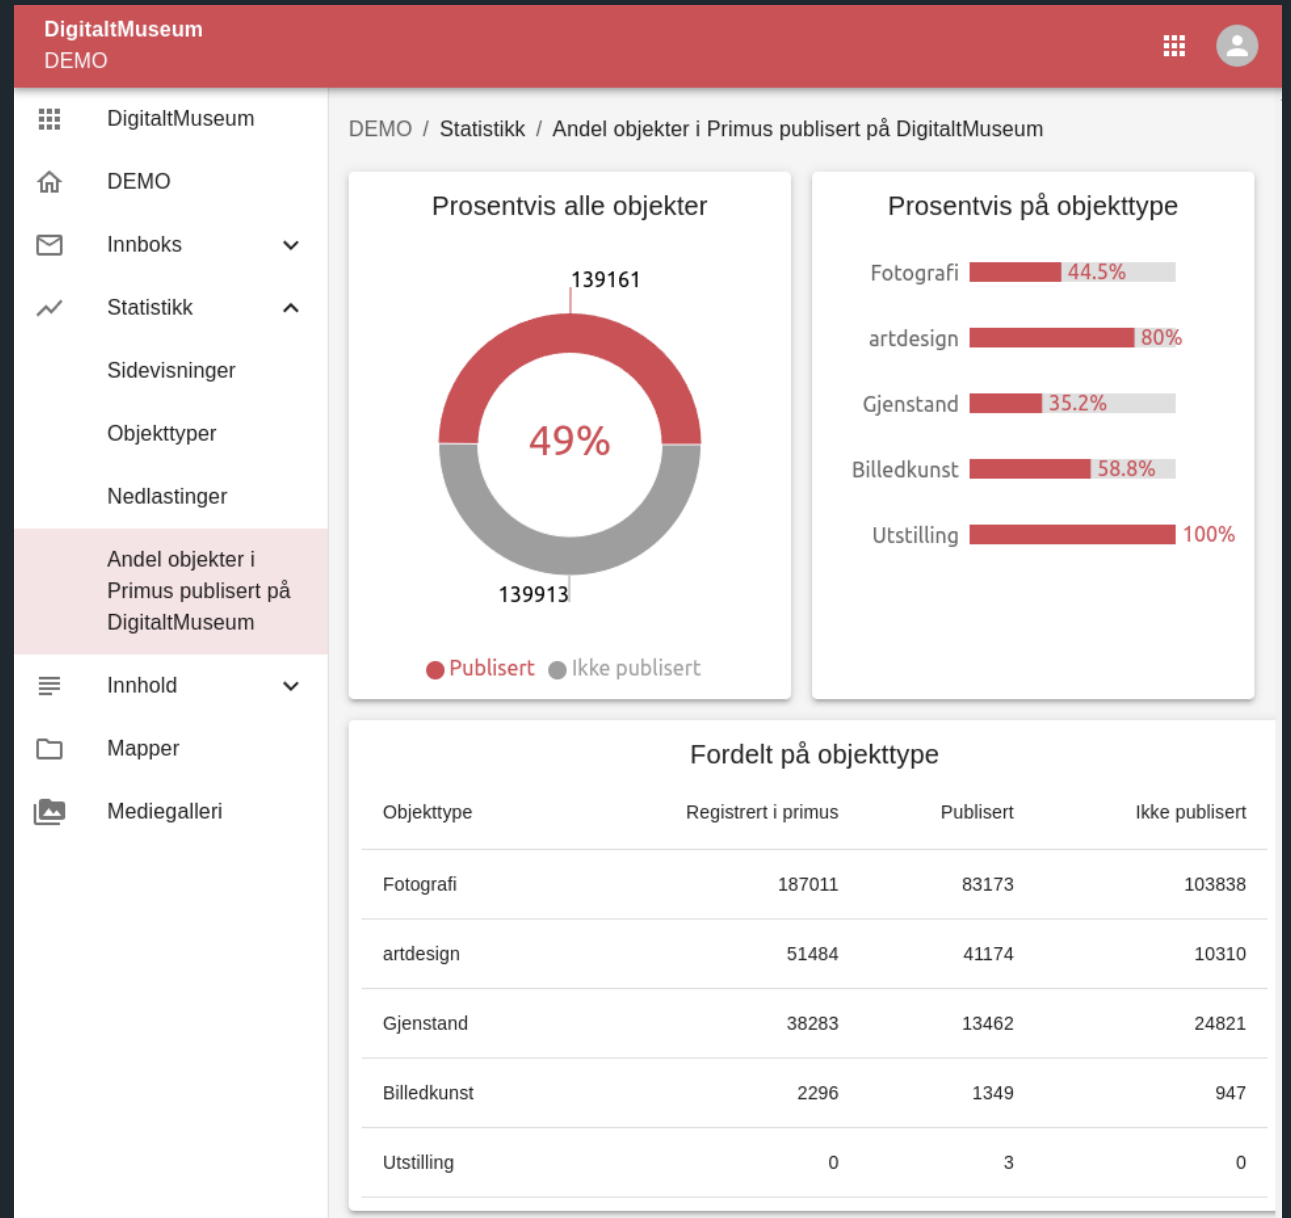 DigitaltMuseum
DEMO
DigitaltMuseum
DEMO
Innboks
Statistikk
Sidevisninger
Objekttyper
Nedlastinger
Andel objekter i
Primus publisert på
DigitaltMuseum
Innhold
Mapper
Mediegalleri
DEMO / Statistikk / Andel objekter i Primus publisert på DigitaltMuseum
Prosentvis alle objekter
139161
49%
139913
Publisert Ikke publisert
Prosentvis på objekttype
Fotografi 44.5%
artdesign 80%
Gjenstand 35.2%
Billedkunst 58.8%
Utstilling 100%
Fordelt på objekttype
Objekttype Registrert i primus Publisert Ikke publisert
Fotografi 187011 83173 103838
artdesign 51484 41174 10310
Gjenstand 38283 13462 24821
Billedkunst 2296 1349 947
Utstilling 0 3 0